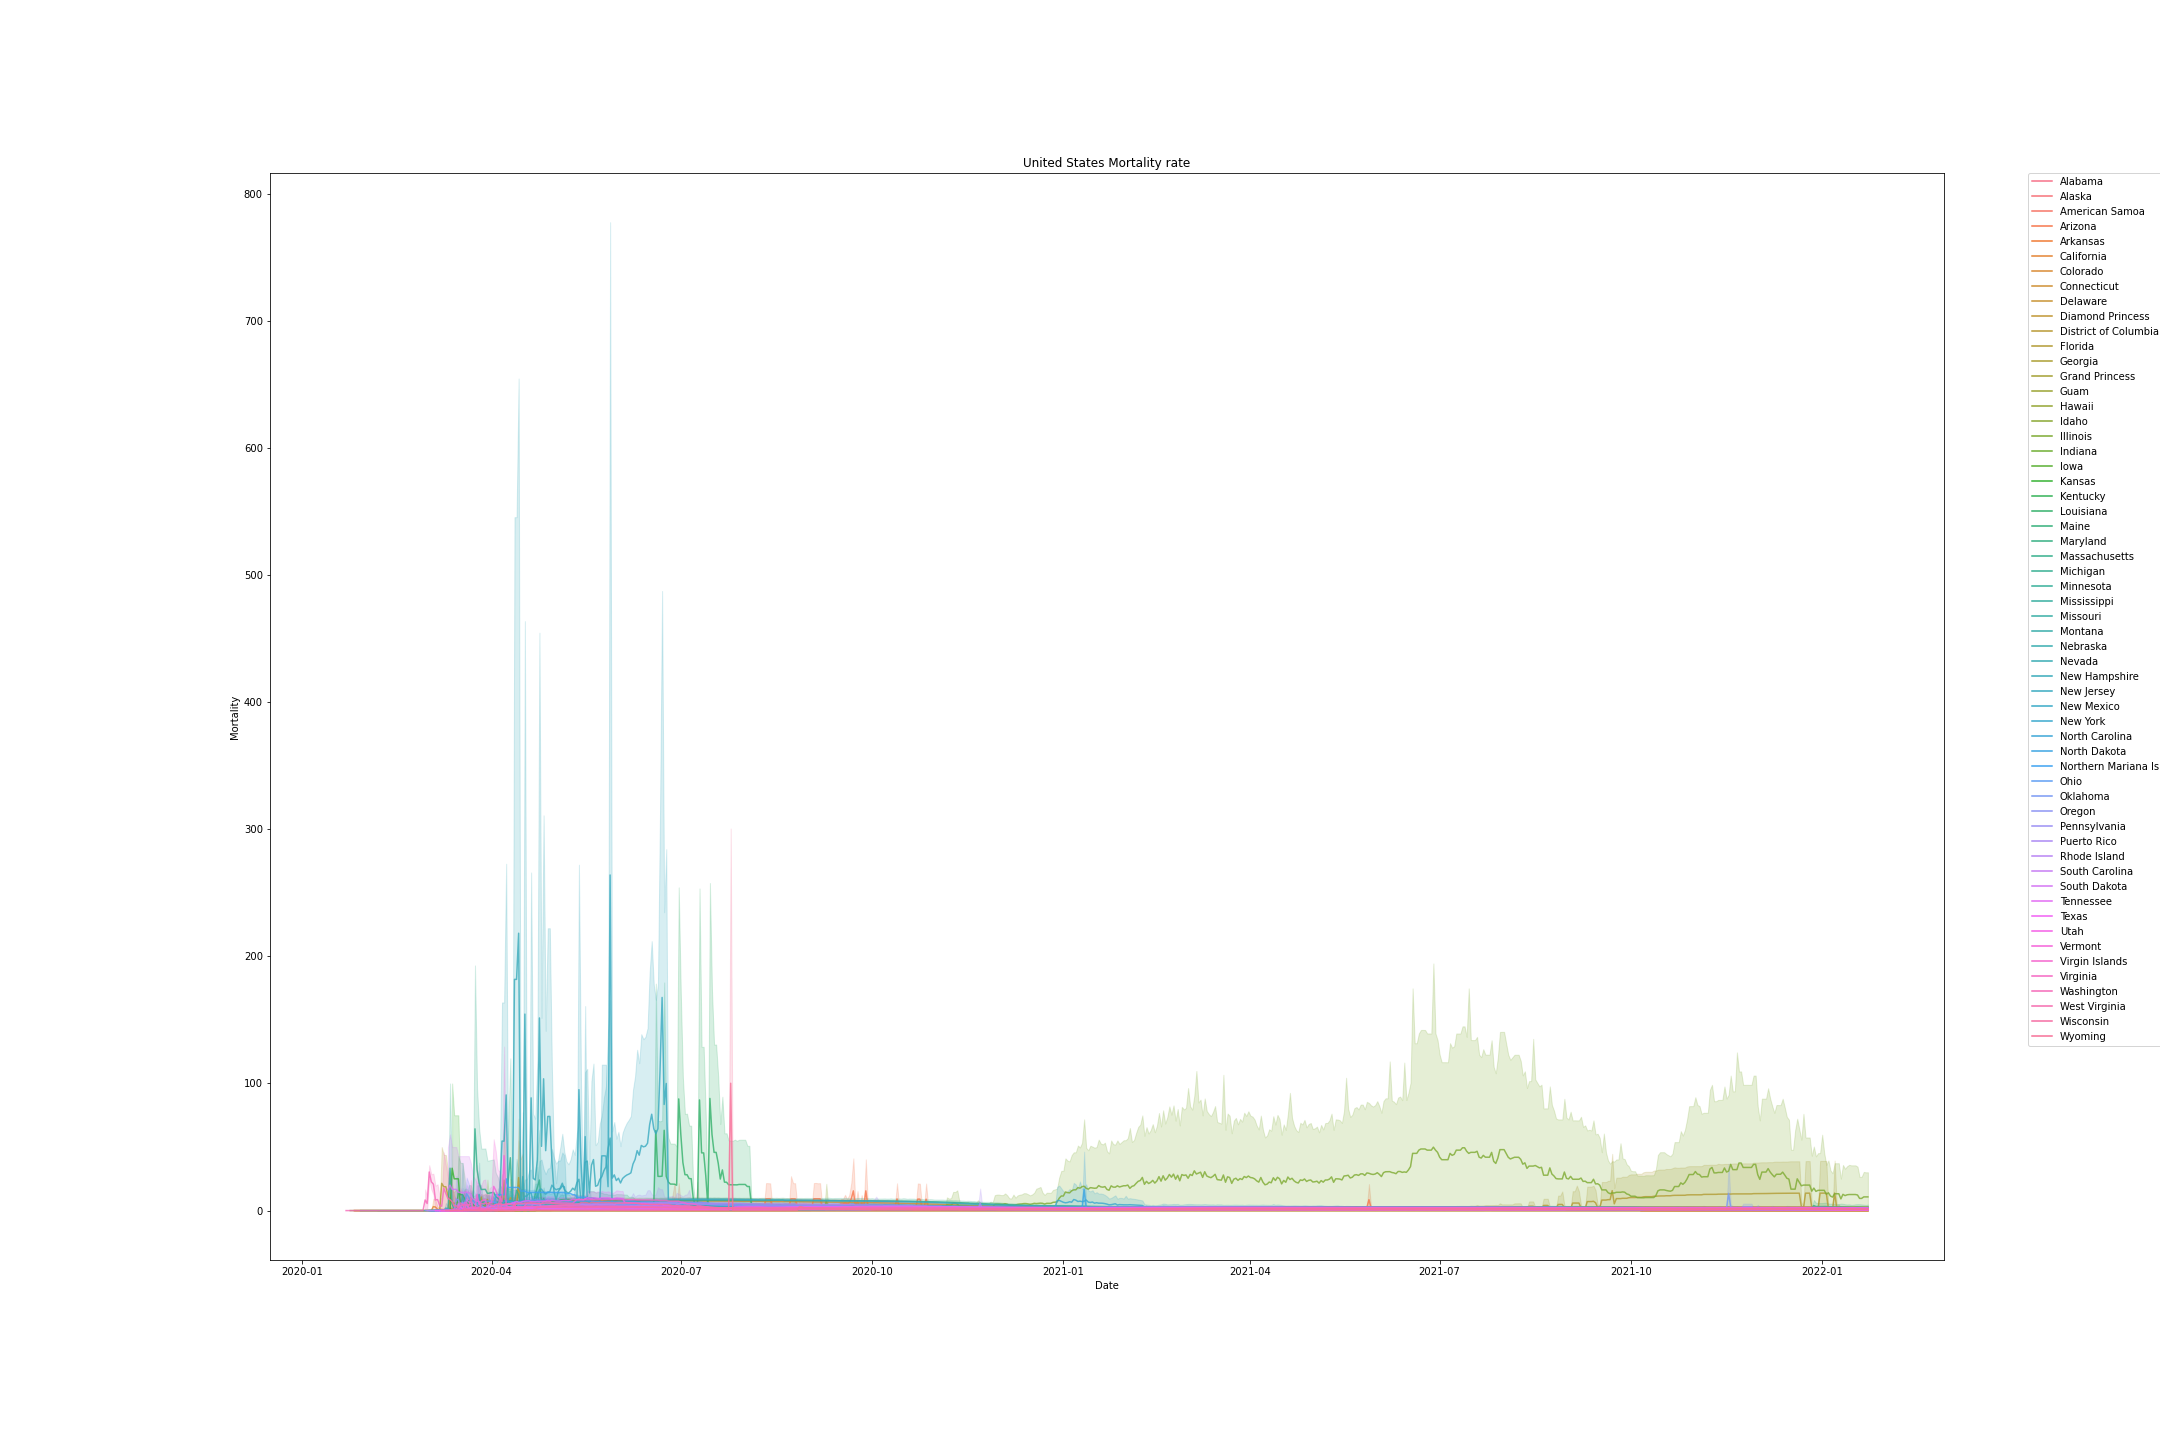 United States Mortality rate
800
700
600
500
400
300
200
100
0
Mortality
2020-01
2020-04
2020-07
2020-10
2021-01
2021-04
2021-07
2021-10
2022-01
Date
Alabama
Alaska
American Samoa
Arizona
Arkansas
California
Colorado
Connecticut
Delaware
Diamond Princess
District of Columbia
Florida
Georgia
Grand Princess
Guam
Hawaii
Idaho
Illinois
Indiana
Iowa
Kansas
Kentucky
Louisiana
Maine
Maryland
Massachusetts
Michigan
Minnesota
Mississippi
Missouri
Montana
Nebraska
Nevada
New Hampshire
New Jersey
New Mexico
New York
North Carolina
North Dakota
Northern Mariana Is
Ohio
Oklahoma
Oregon
Pennsylvania
Puerto Rico
Rhode Island
South Carolina
South Dakota
Tennessee
Texas
Utah
Vermont
Virgin Islands
Virginia
Washington
West Virginia
Wisconsin
Wyoming